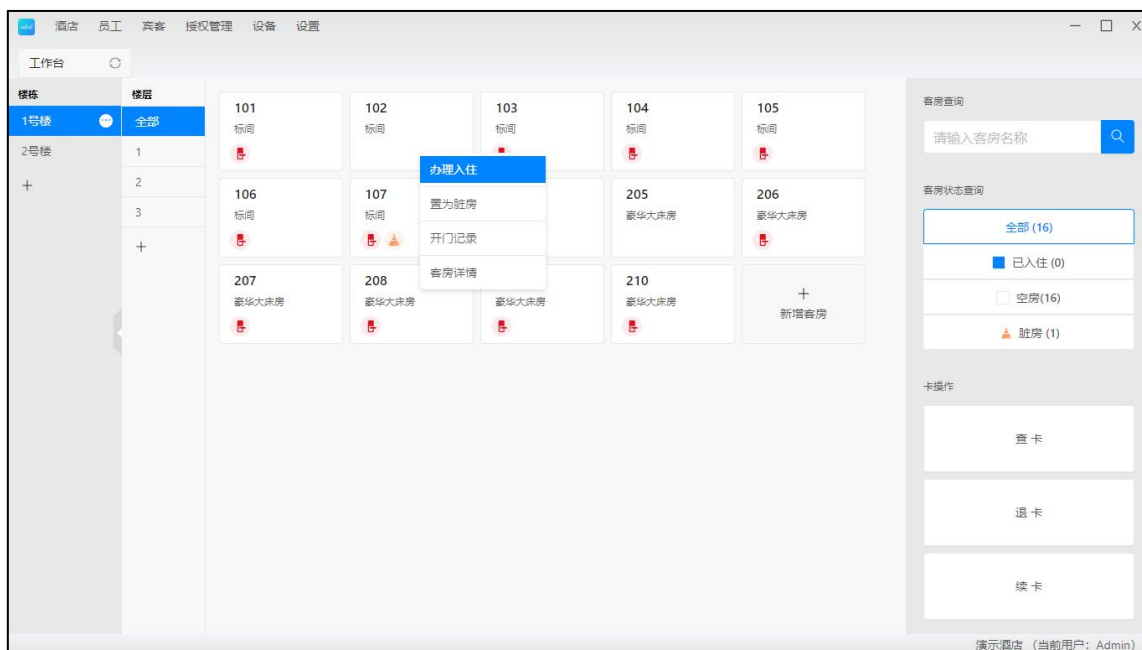 酒店 员工 宾客 授权管理 设备 设置
工作台
楼栋
1号楼
2号楼
+
楼层
全部
1
2
3
+
101
标间
102
标间
103
标间
104
标间
105
标间
106
标间
107
标间
205
豪华大床房
206
豪华大床房
207
豪华大床房
208
豪华大床房
豪华大床房
210
豪华大床房
+
新增客房
办理入住
置为脏房
开门记录
客房详情
客房查询
请输入客房名称
客房状态查询
全部 (16)
已入住 (0)
空房(16)
脏房 (1)
卡操作
查卡
退卡
续卡
演示酒店 (当前用户: Admin)